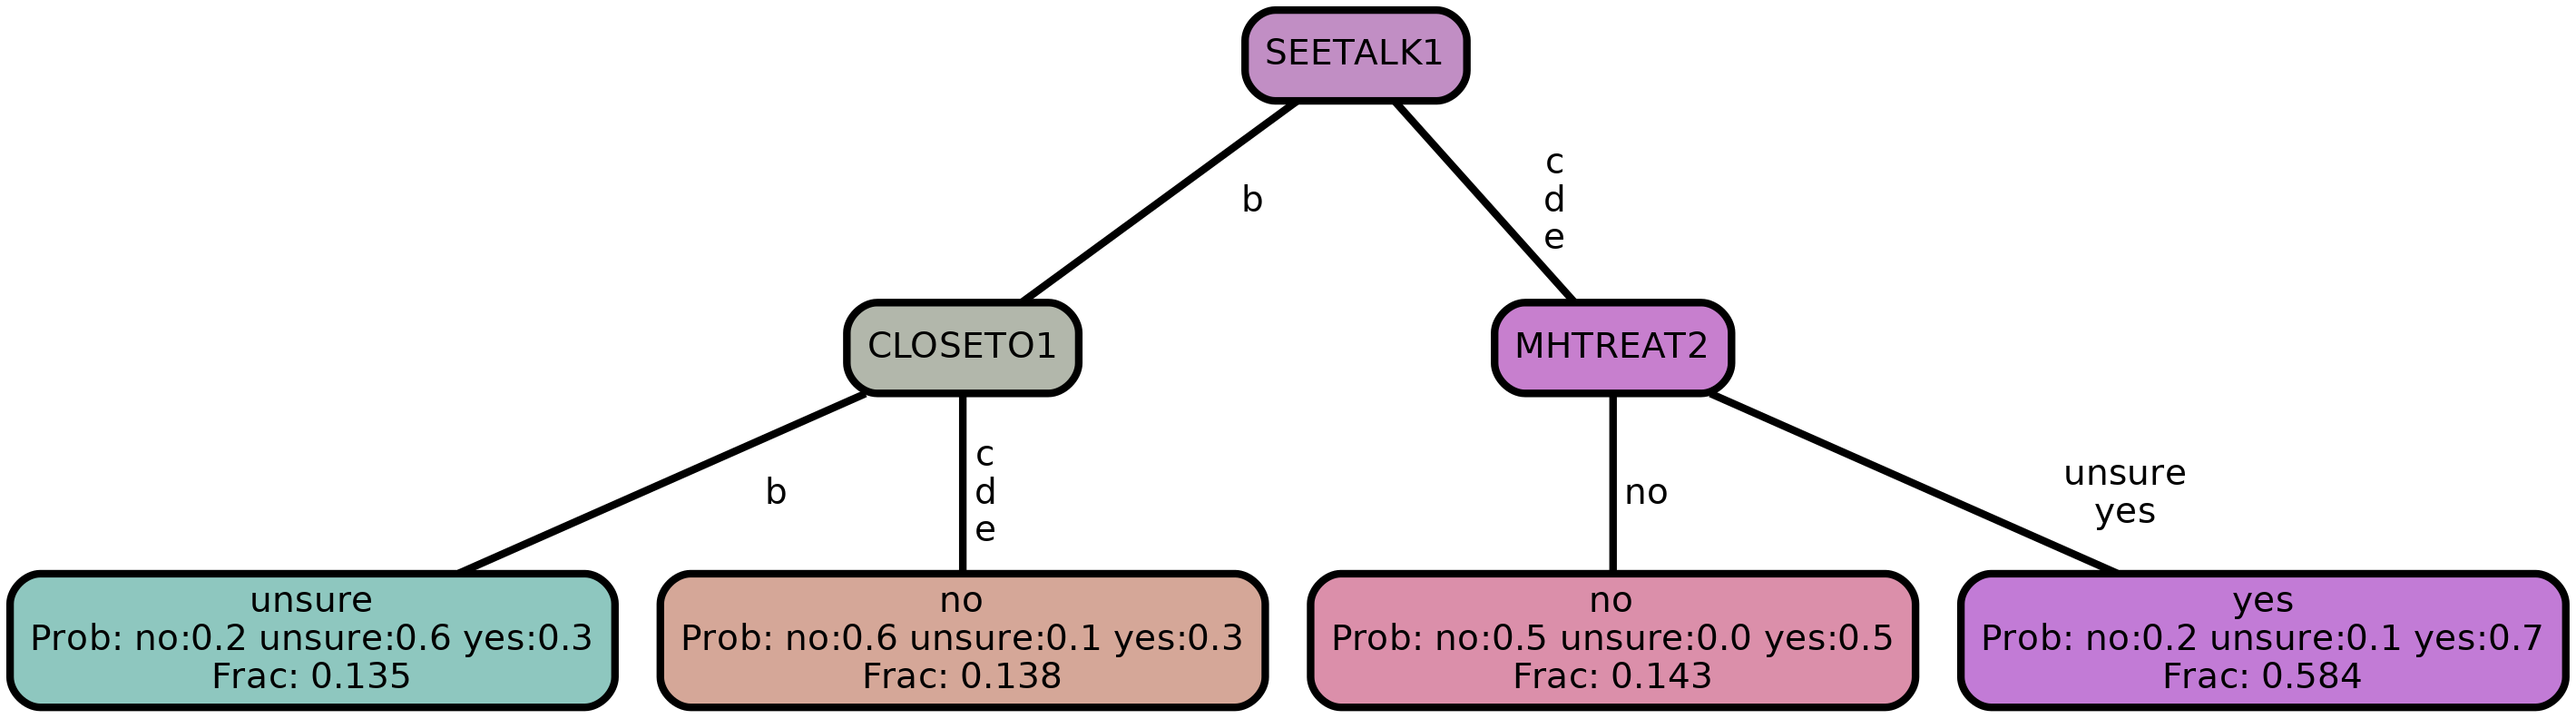 SEETALK1
b
c
d
e
CLOSETO1
MHTREAT2
b
c
d
e
no
unsure
yes
unsure
Prob: no:0.2 unsure:0.6 yes:0.3
Frac: 0.135
no
Prob: no:0.6 unsure:0.1 yes:0.3
Frac: 0.138
no
Prob: no:0.5 unsure:0.0 yes:0.5
Frac: 0.143
yes
Prob: no:0.2 unsure:0.1 yes:0.7
Frac: 0.584